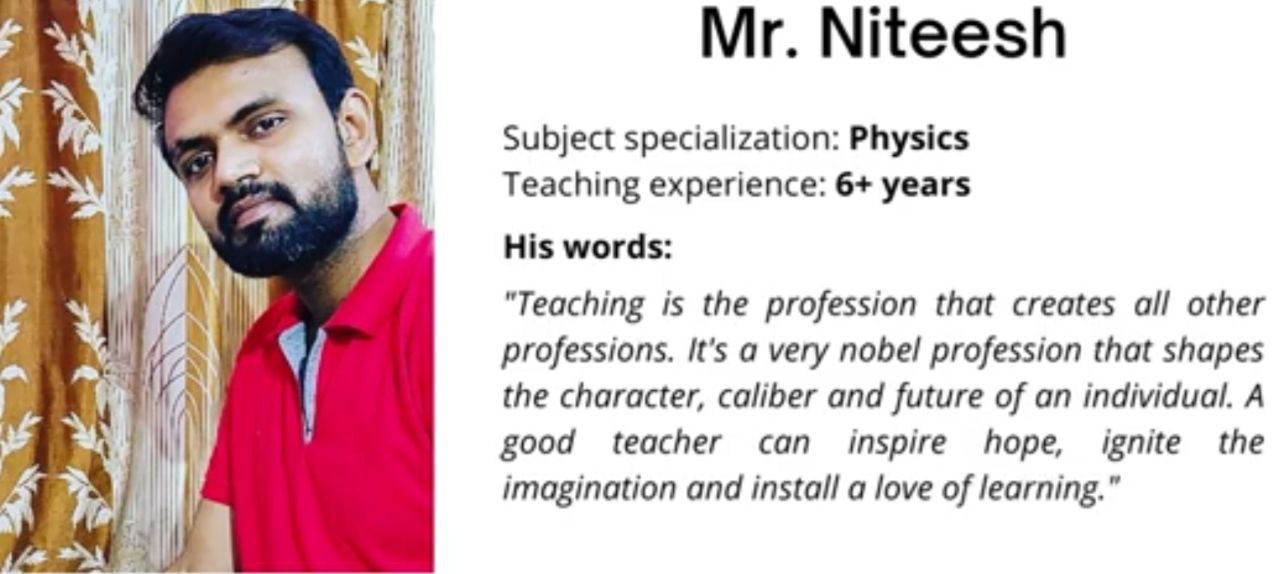 Mr. Niteesh
Subject specialization: Physics
Teaching experience: 6+ years
His words:
"Teaching is the profession that creates all other
professions. It's a very nobel profession that shapes
the character, caliber and future of an individual. A
good teacher can inspire hope, ignite the
imagination and install a love of learning."